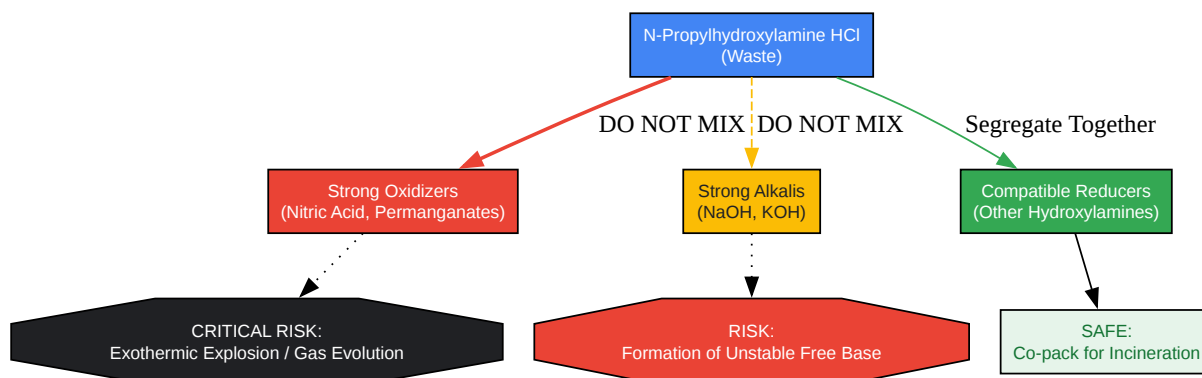 N-Propylhydroxylamine HCl
(Waste)
DO NOT MIX
DO NOT MIX
Segregate Together
Strong Oxidizers
(Nitric Acid, Permanganates)
Strong Alkalis
(NaOH, KOH)
Compatible Reducers
(Other Hydroxylamines)
CRITICAL RISK:
Exothermic Explosion / Gas Evolution
RISK:
Formation of Unstable Free Base
SAFE:
Co-pack for Incineration